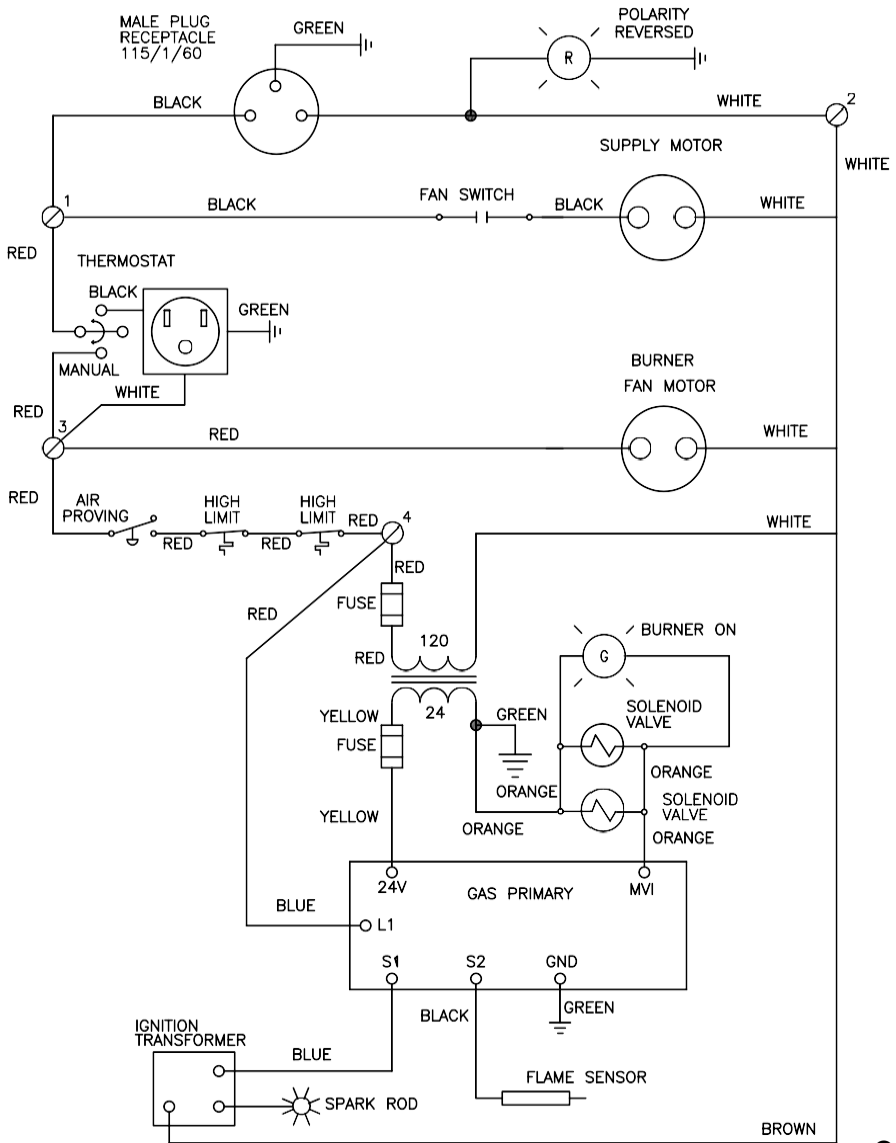 MALE PLUG
RECEPTACLE
115/1/60
GREEN
POLARITY
REVERSED
R
BLACK
WHITE
2
SUPPLY MOTOR
WHITE
1
BLACK
FAN SWITCH
BLACK
WHITE
RED
THERMOSTAT
BLACK
GREEN
MANUAL
WHITE
BURNER
FAN MOTOR
RED
3
RED
WHITE
RED
AIR
PROVING
RED
HIGH
LIMIT
RED
HIGH
LIMIT
RED
4
WHITE
RED
RED
FUSE
RED
120
24
YELLOW
FUSE
GREEN
G
BURNER ON
SOLENOID
VALVE
ORANGE
ORANGE
SOLENOID
VALVE
YELLOW
ORANGE
ORANGE
24V
GAS PRIMARY
MVI
BLUE
L1
S1
S2
GND
BLACK
GREEN
IGNITION
TRANSFORMER
BLUE
SPARK ROD
FLAME SENSOR
BROWN